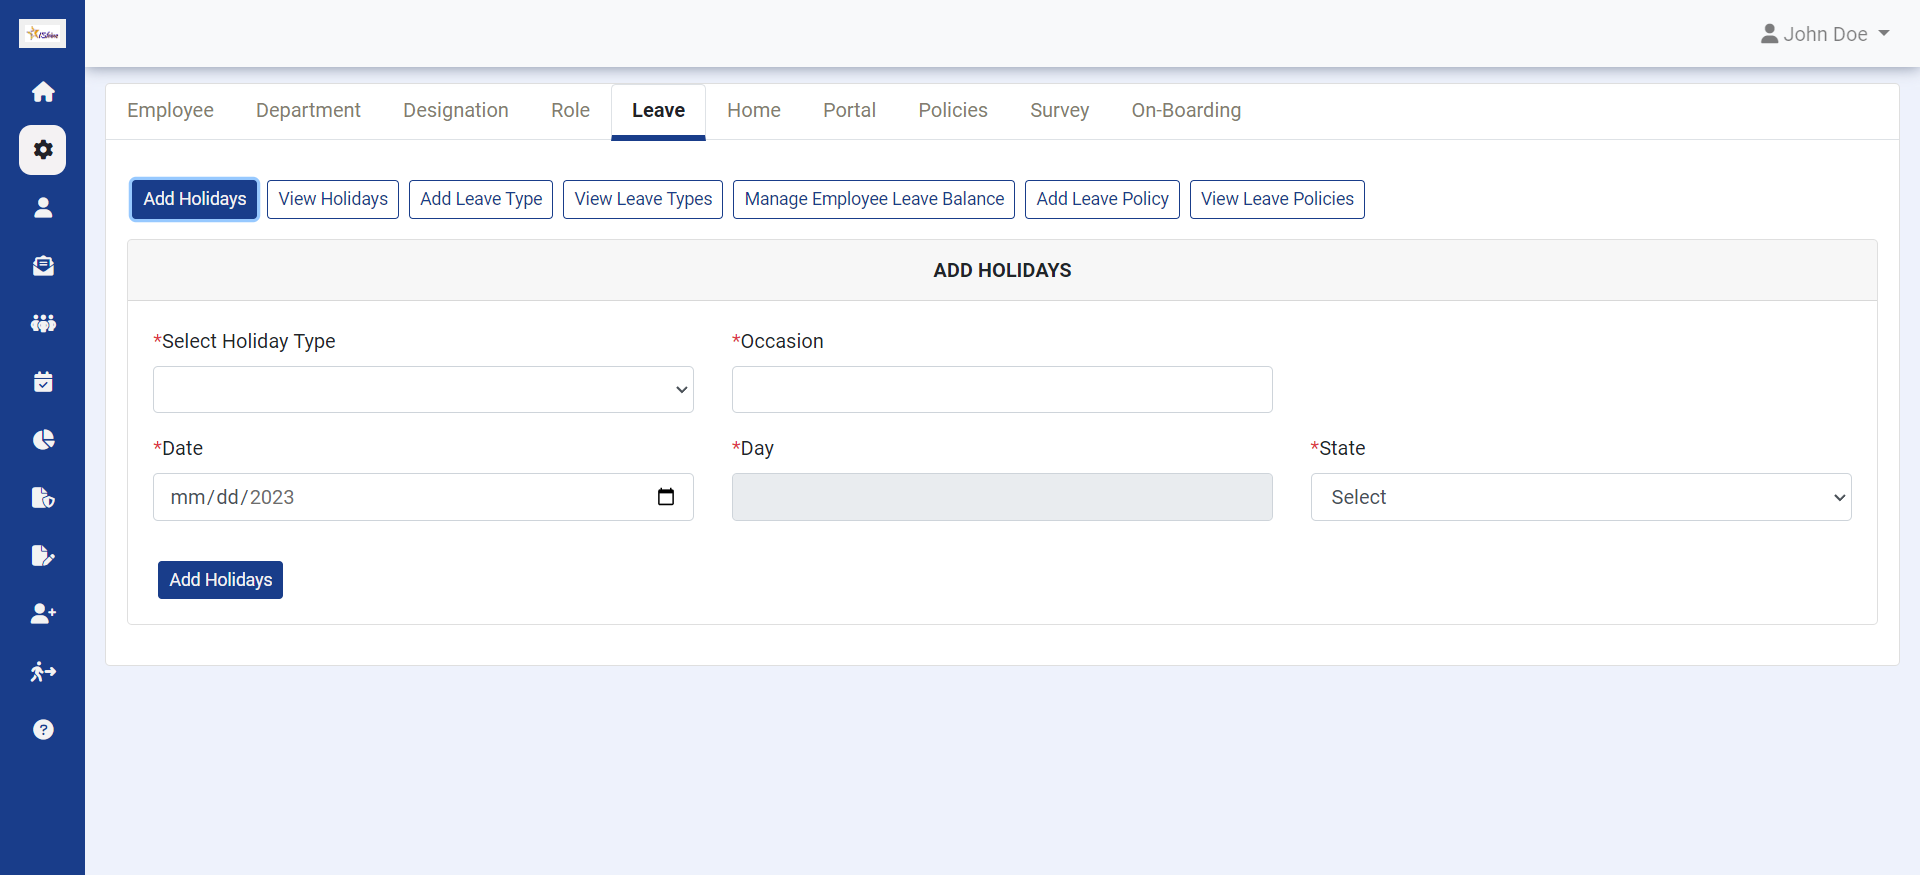 iShine
John Doe
Employee Department Designation Role Leave Home Portal Policies Survey On-Boarding
Add Holidays View Holidays Add Leave Type View Leave Types Manage Employee Leave Balance Add Leave Policy View Leave Policies
ADD HOLIDAYS
*Select Holiday Type *Occasion
*Date *Day *State
mm/dd/2023 Select
Add Holidays